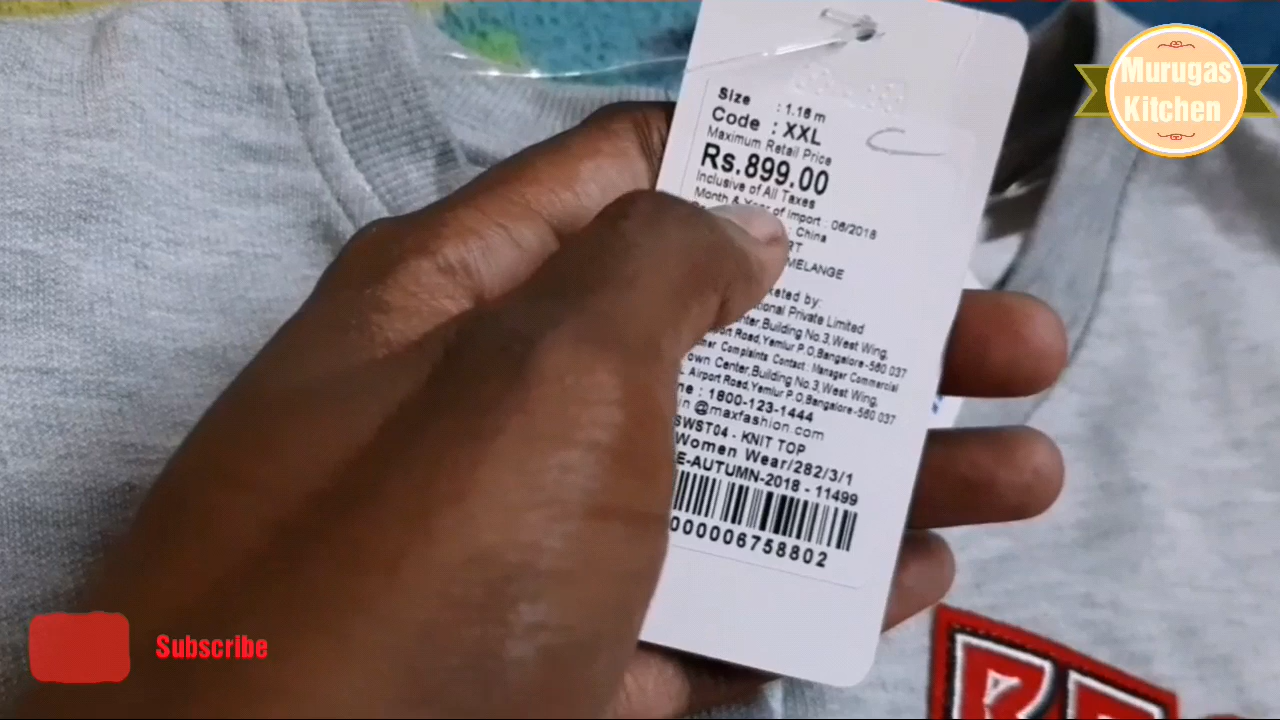 Murugas
Kitchen
Size : 1.16 m
Code : XXL
Maximum Retail Price
Rs.899.00
Inclusive of All Taxes
Month & Year of Import : 06/2018
: China
MELANGE
by:
Private Limited
Building No.3, West Wing,
Road, Yemlur P.O, Bangalore-560 037
Complaints Contact : Manager Commercial
own Center, Building No.3, West Wing,
Airport Road, Yemlur P.O, Bangalore-560 037
: 1800-123-1444
@maxfashion.com
SWST04 - KNIT TOP
Women Wear/282/3/1
E-AUTUMN-2018 - 11499
000006758802
Subscribe